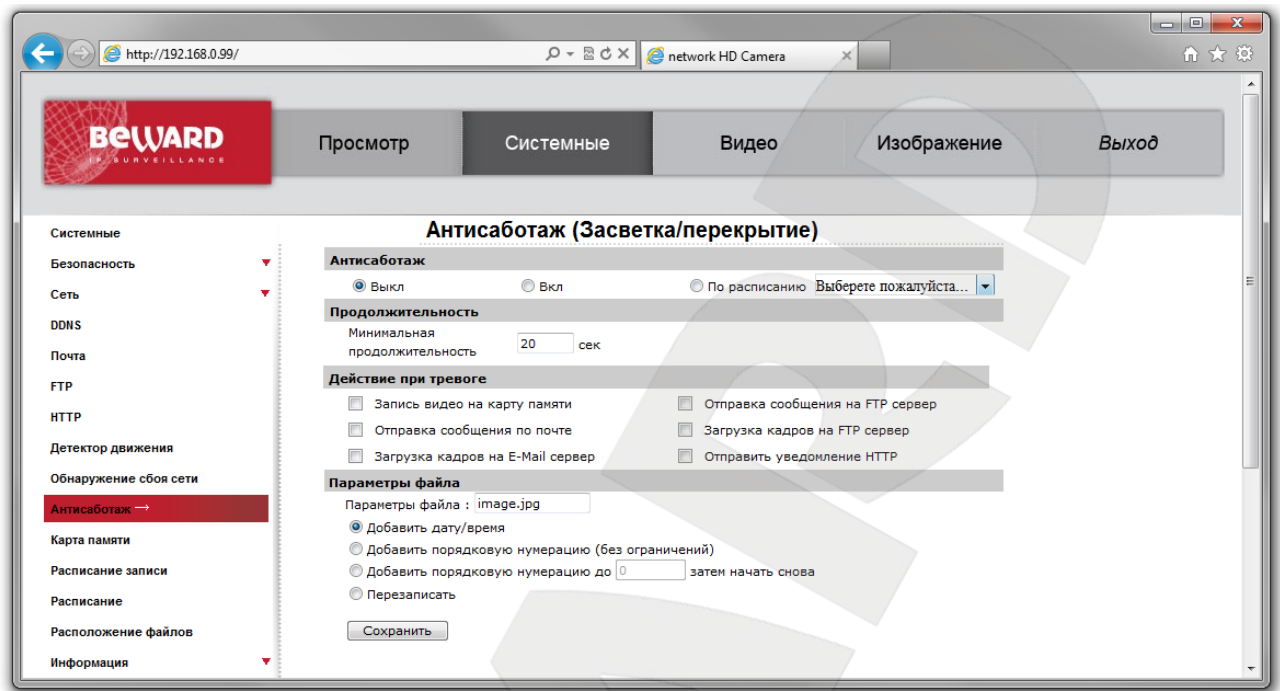 http://192.168.0.99/
network HD Camera
BEWARD
IP SURVEILLANCE
Просмотр
Системные
Видео
Изображение
Выход
Антисаботаж (Засветка/перекрытие)
Системные
Безопасность
Сеть
DDNS
Почта
FTP
HTTP
Детектор движения
Обнаружение сбоя сети
Антисаботаж →
Карта памяти
Расписание записи
Расписание
Расположение файлов
Информация
Антисаботаж
Выкл
Вкл
По расписанию
Выберете пожалуйста...
Продолжительность
Минимальная
продолжительность
20
сек
Действие при тревоге
Запись видео на карту памяти
Отправка сообщения на FTP сервер
Отправка сообщения по почте
Загрузка кадров на FTP сервер
Загрузка кадров на E-Mail сервер
Отправить уведомление HTTP
Параметры файла
Параметры файла : image.jpg
Добавить дату/время
Добавить порядковую нумерацию (без ограничений)
Добавить порядковую нумерацию до 0 затем начать снова
Перезаписать
Сохранить